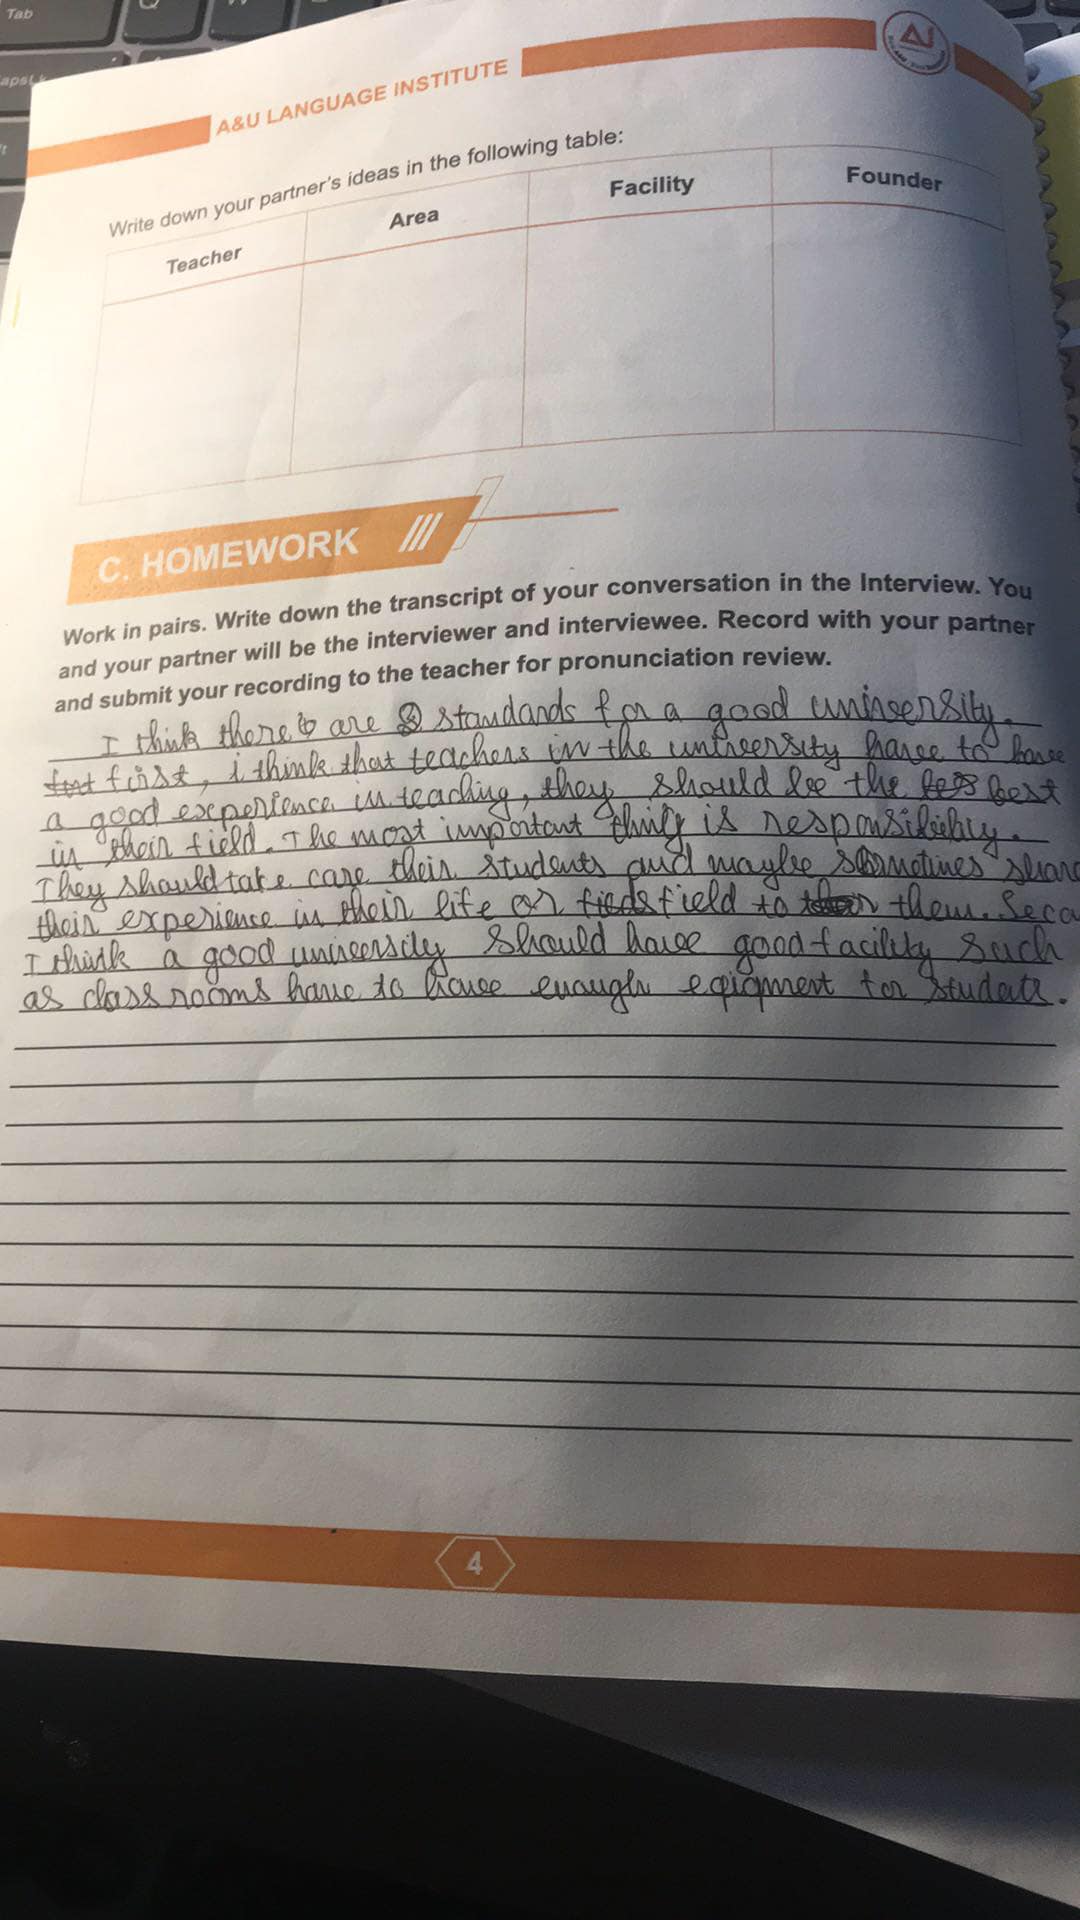 Tab
A&U LANGUAGE INSTITUTE
Write down your partner's ideas in the following table:
Teacher
Area
Facility
Founder
C. HOMEWORK
Work in pairs. Write down the transcript of your conversation in the Interview. You
and your partner will be the interviewer and interviewee. Record with your partner
and submit your recording to the teacher for pronunciation review.
I think there are standards for a good university.
first, i think that teachers in the university have to have
a good experience in teaching, they should be the best
in their field. The most important thing is responsibility.
They should take care their students and maybe sometimes share
their experience in their life or field to them. Seco
I think a good university should have good facility such
as class rooms have to have enough eqiqment for students.
4